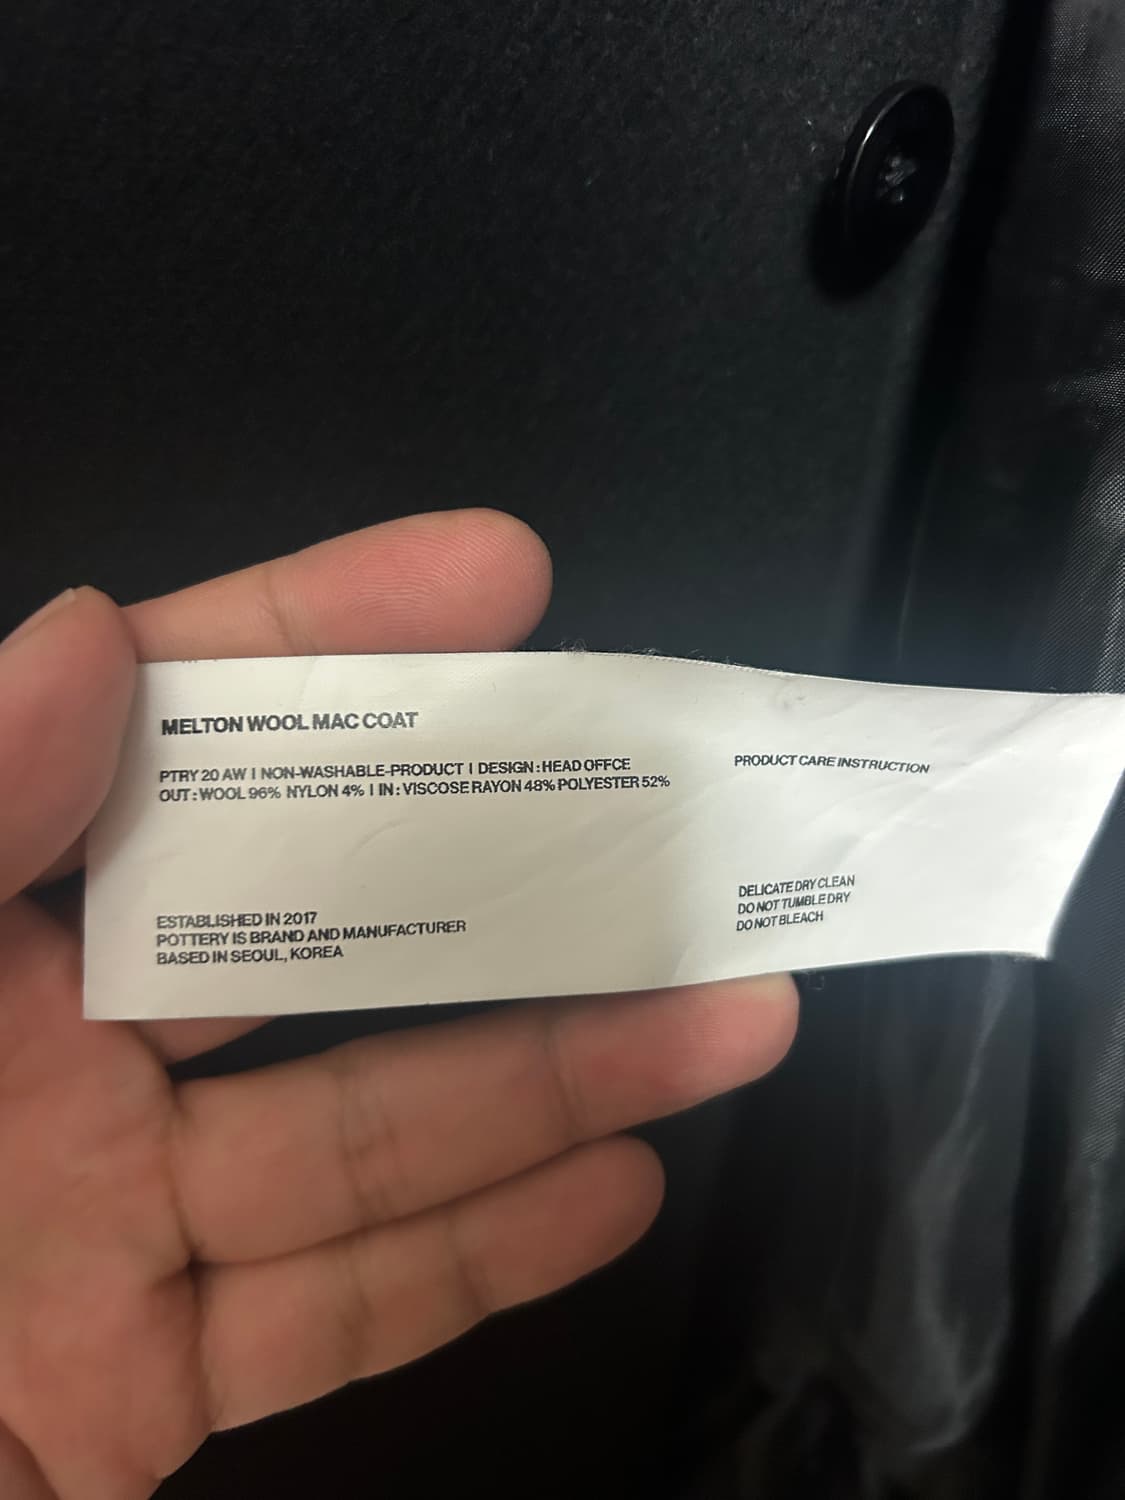 MELTON WOOL MAC COAT
PTRY 20 AW | NON-WASHABLE-PRODUCT | DESIGN : HEAD OFFCE
OUT : WOOL 96% NYLON 4% | IN : VISCOSE RAYON 48% POLYESTER 52%
ESTABLISHED IN 2017
POTTERY IS BRAND AND MANUFACTURER
BASED IN SEOUL, KOREA
PRODUCT CARE INSTRUCTION
DELICATE DRY CLEAN
DO NOT TUMBLE DRY
DO NOT BLEACH